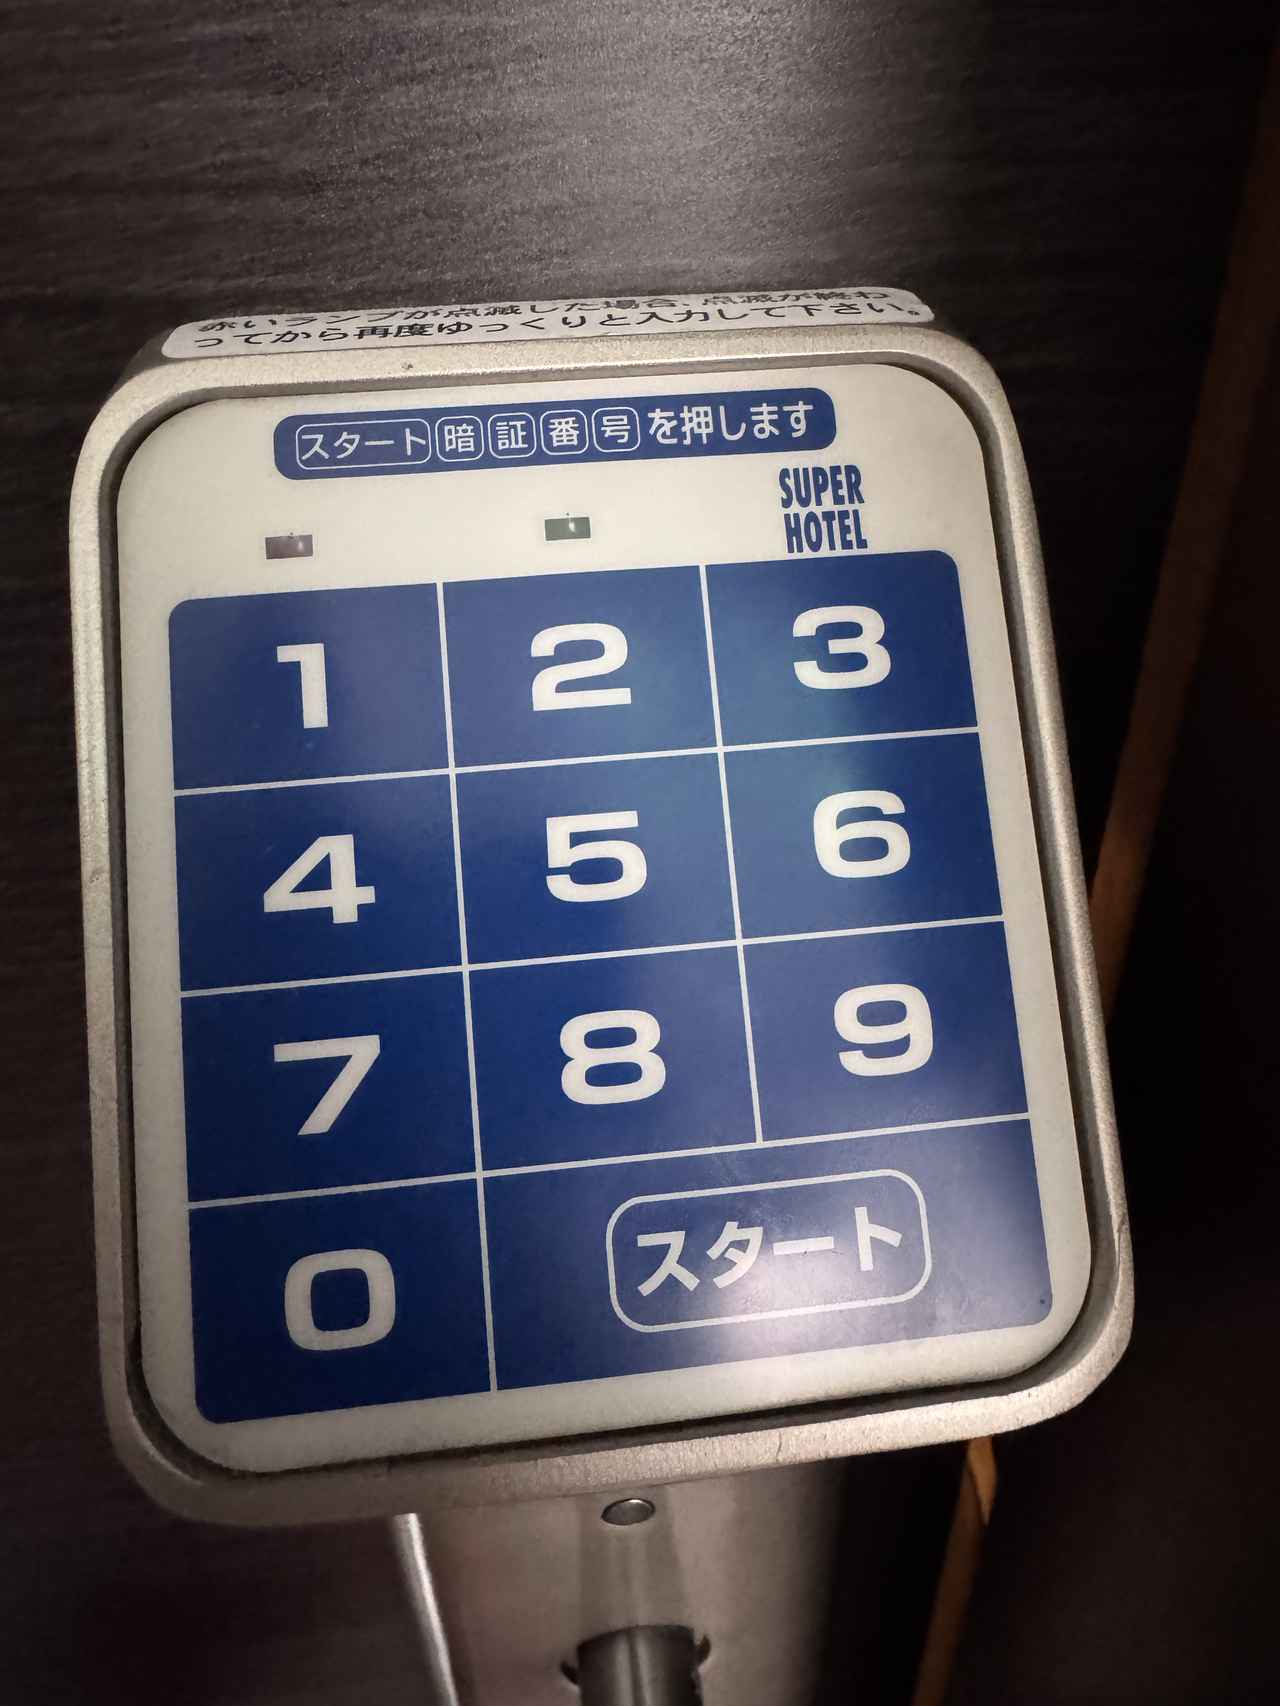 赤いランプが点滅した場合、点滅が終わ
ってから再度ゆっくりと入力して下さい。
スタート暗証番号を押します
SUPER
HOTEL
1 2 3
4 5 6
7 8 9
0 スタート